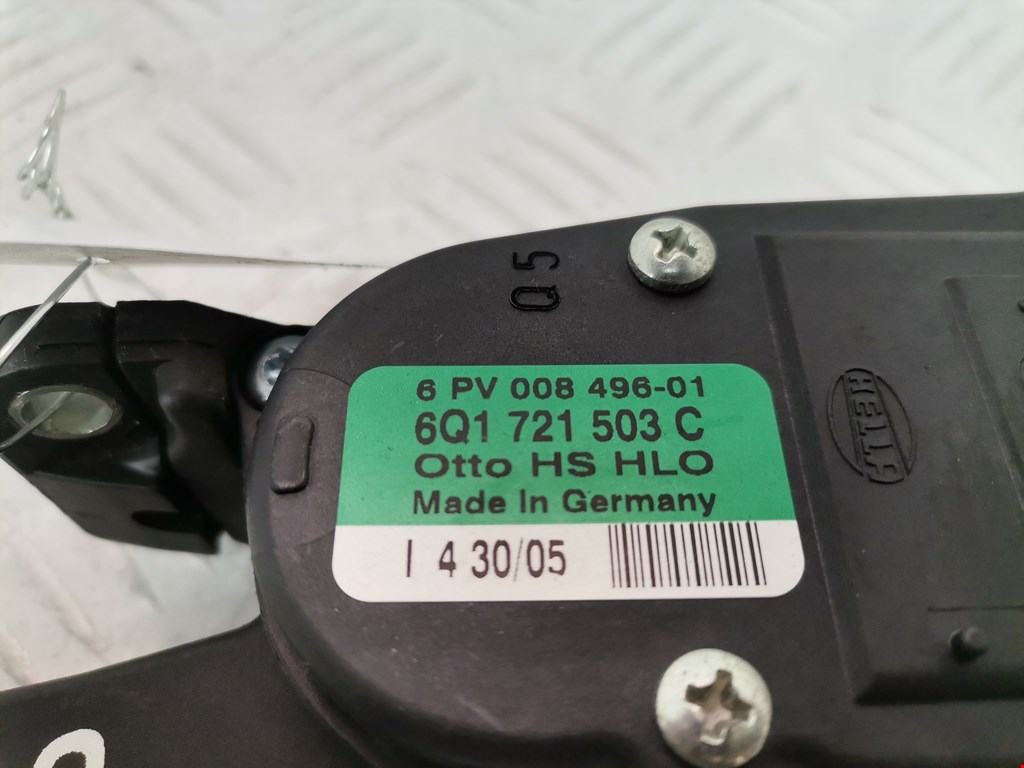 Q5
6 PV 008 496-01
6Q1 721 503 C
Otto HS HLO
Made In Germany
I 4 30/05
HELLA